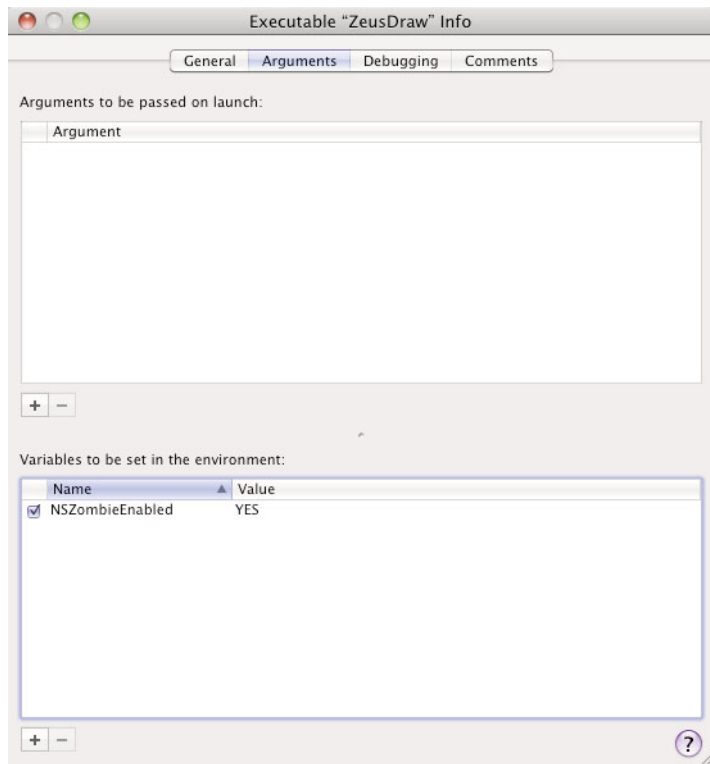 Executable “ZeusDraw” Info
General Arguments Debugging Comments
Arguments to be passed on launch:
Argument
+ −
Variables to be set in the environment:
Name Value
NSZombieEnabled YES
+ −
?